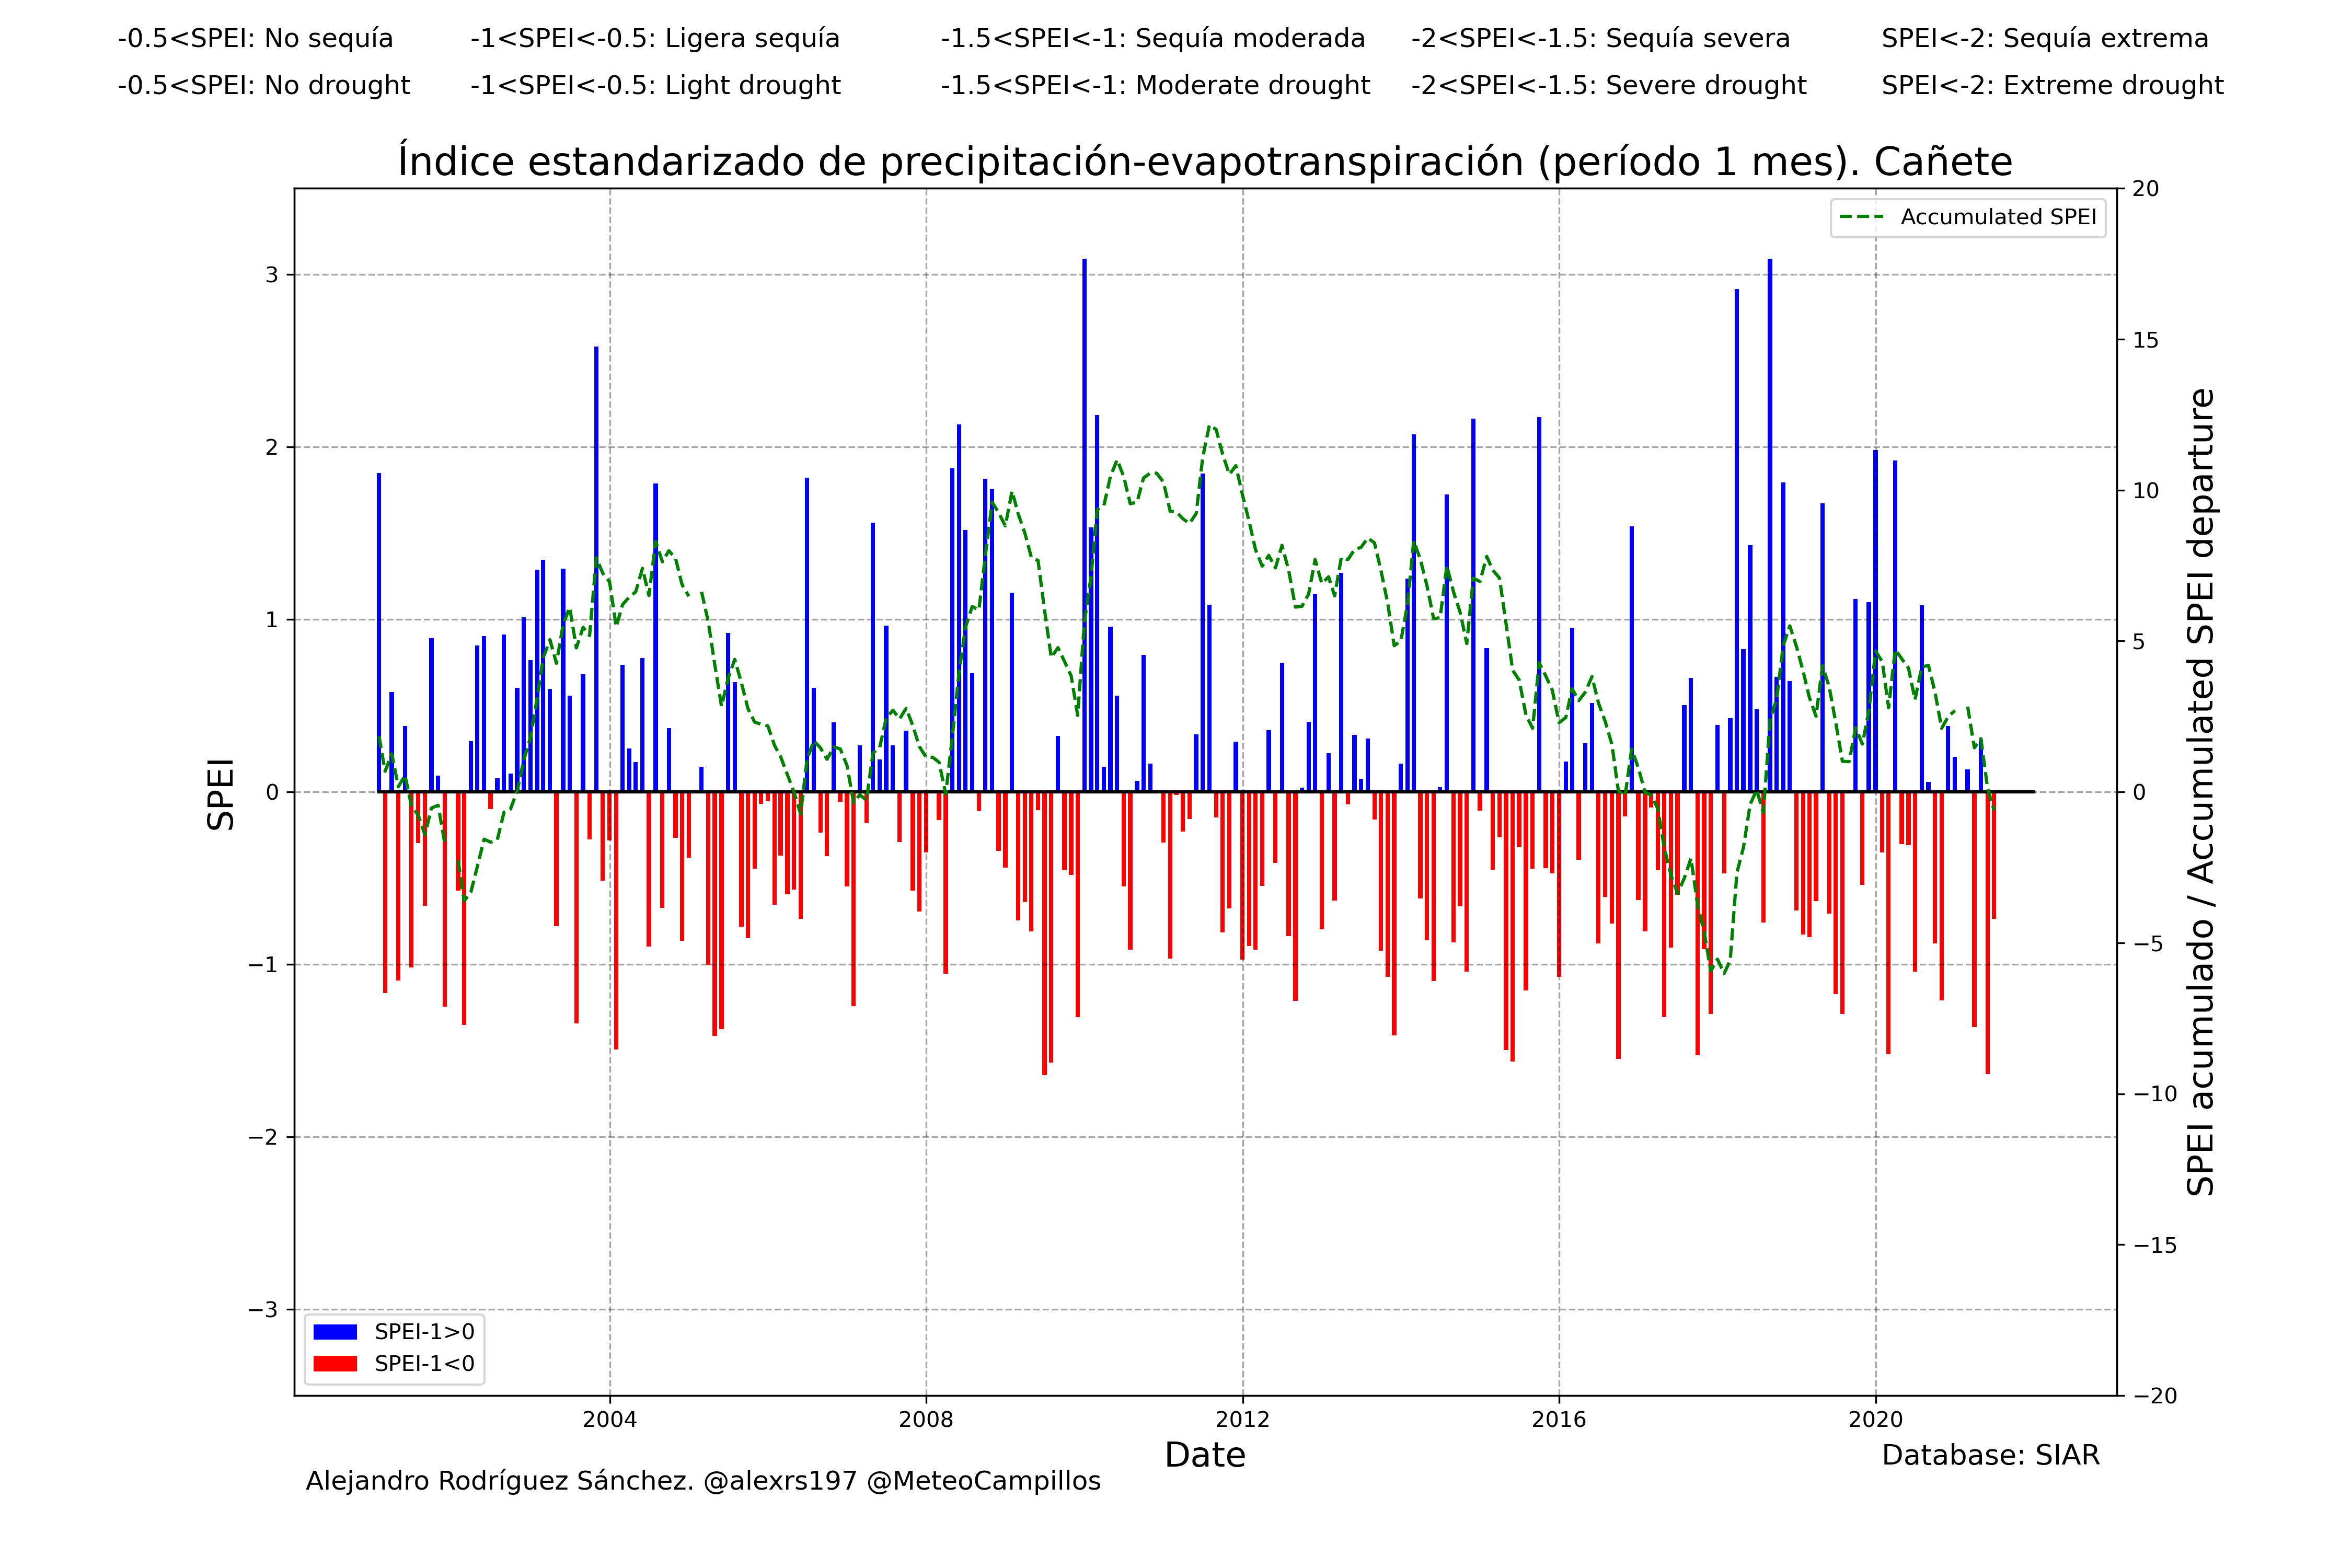 -0.5<SPEI: No sequía -1<SPEI<-0.5: Ligera sequía -1.5<SPEI<-1: Sequía moderada -2<SPEI<-1.5: Sequía severa SPEI<-2: Sequía extrema
-0.5<SPEI: No drought -1<SPEI<-0.5: Light drought -1.5<SPEI<-1: Moderate drought -2<SPEI<-1.5: Severe drought SPEI<-2: Extreme drought
Índice estandarizado de precipitación-evapotranspiración (período 1 mes). Cañete
Accumulated SPEI
SPEI
3
2
1
0
−1
−2
−3
20
15
10
5
0
−5
−10
−15
−20
SPEI acumulado / Accumulated SPEI departure
SPEI-1>0
SPEI-1<0
2004 2008 2012 2016 2020
Date
Database: SIAR
Alejandro Rodríguez Sánchez. @alexrs197 @MeteoCampillos